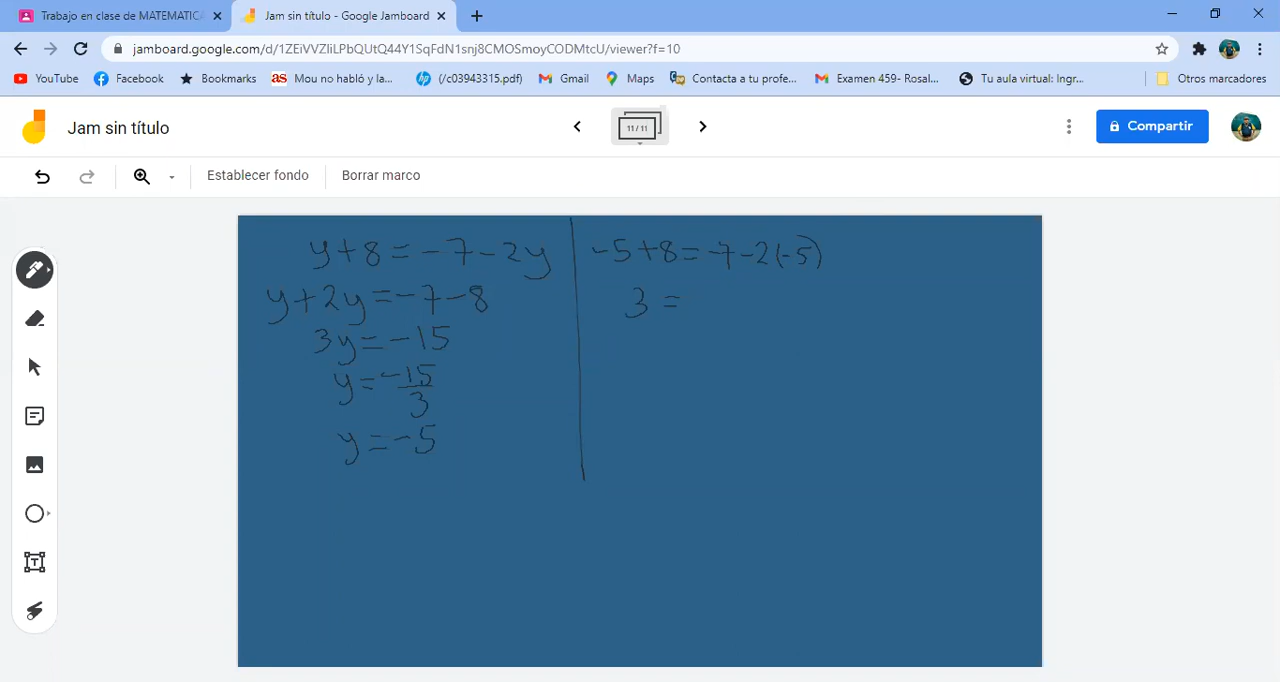 Trabajo en clase de MATEMATICA
Jam sin título - Google Jamboard
jamboard.google.com/d/1ZEiVVZliLPbQUtQ44Y1SqFdN1snj8CMOSmoyCODMtcU/viewer?f=10
YouTube
Facebook
Bookmarks
as Mou no habló y la...
hp (/c03943315.pdf)
Gmail
Maps
Contacta a tu profe...
Examen 459- Rosal...
Tu aula virtual: Ingr...
Otros marcadores
Jam sin título
11 / 11
Compartir
Establecer fondo
Borrar marco
y+8=-7-2y
y+2y=-7-8
3y=-15
y=-15/3
y=-5
-5+8=-7-2(-5)
3=